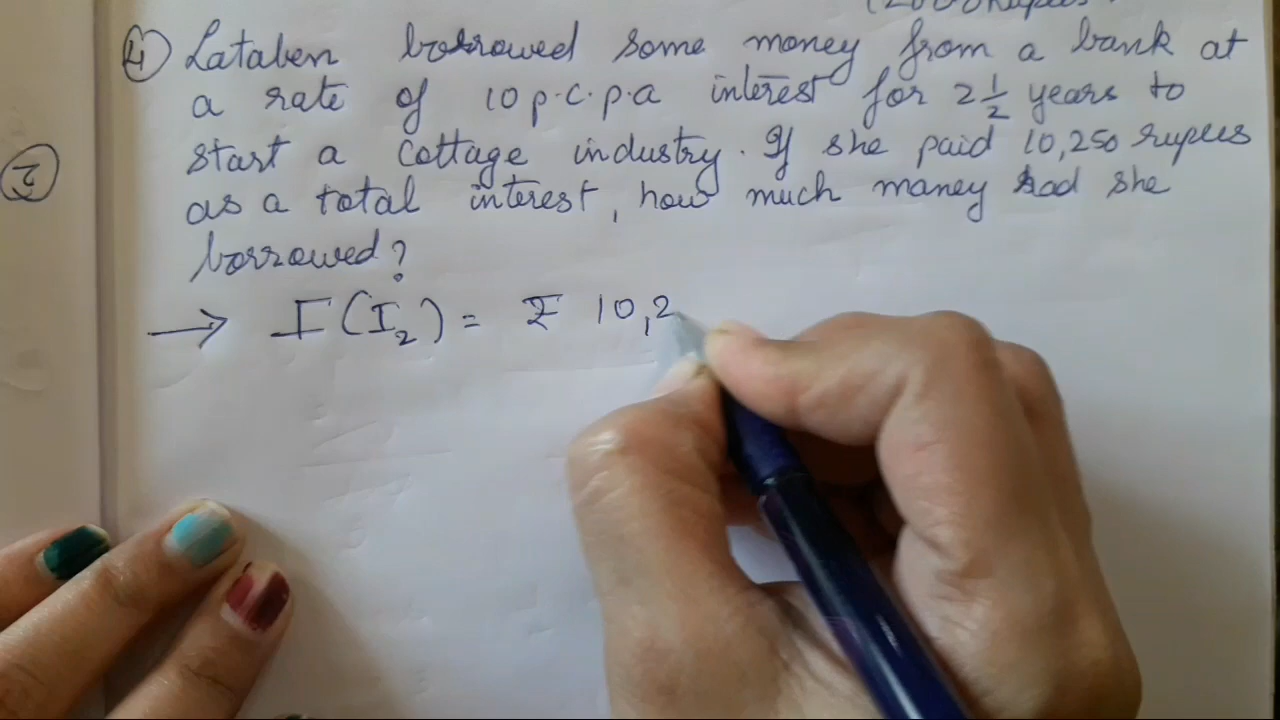 (2000 Rupees.
4 Lataben borrowed some money from a bank at
a rate of 10 p.c.p.a interest for 2 1/2 years to
start a cottage industry. If she paid 10,250 rupees
as a total interest, how much money had she
borrowed?
→ I (I₂) = ₹ 10,2